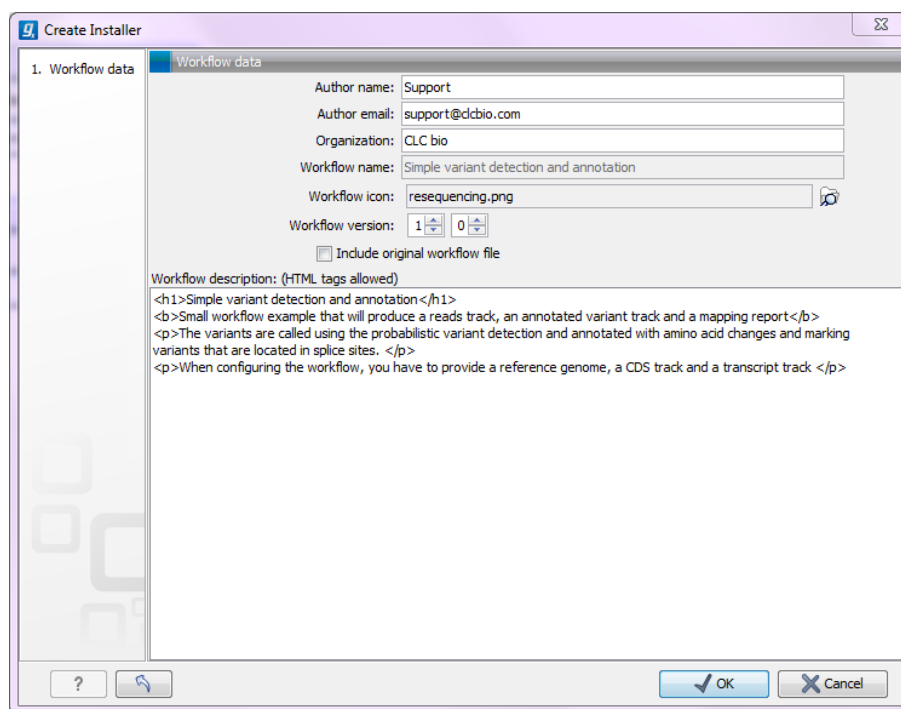 Create Installer
1. Workflow data
Workflow data
Author name: Support
Author email: support@clcbio.com
Organization: CLC bio
Workflow name: Simple variant detection and annotation
Workflow icon: resequencing.png
Workflow version: 1 0
Include original workflow file
Workflow description: (HTML tags allowed)
<h1>Simple variant detection and annotation</h1>
<b>Small workflow example that will produce a reads track, an annotated variant track and a mapping report</b>
<p>The variants are called using the probabilistic variant detection and annotated with amino acid changes and marking
variants that are located in splice sites. </p>
<p>When configuring the workflow, you have to provide a reference genome, a CDS track and a transcript track </p>
? OK Cancel